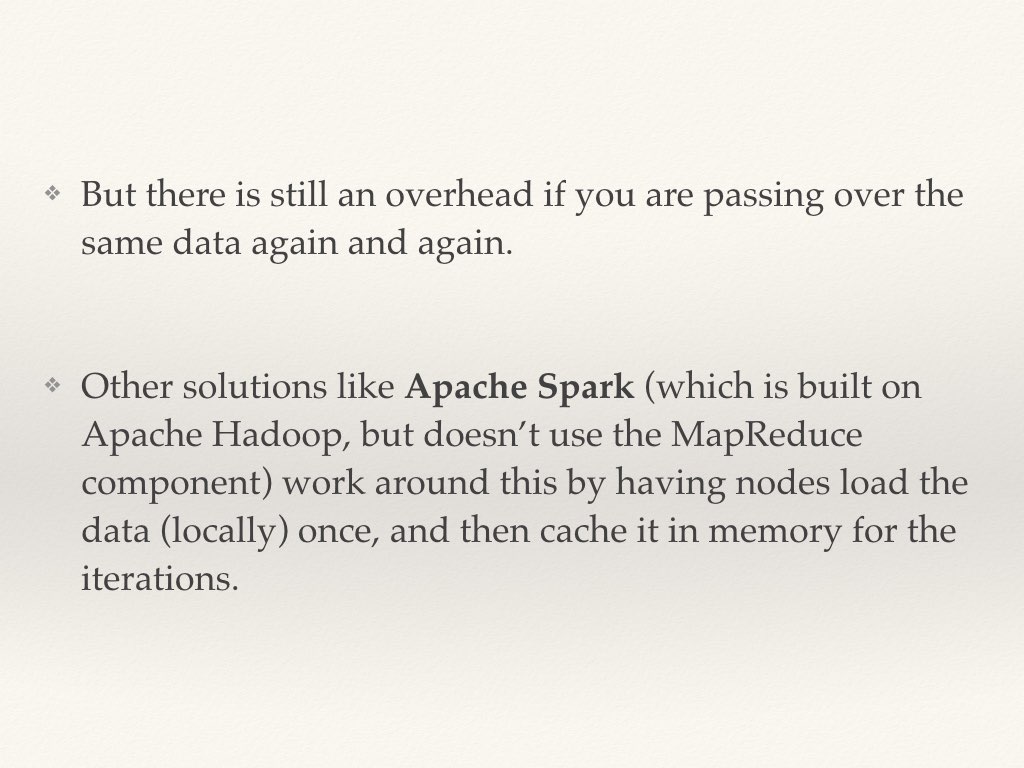 But there is still an overhead if you are passing over the
same data again and again.
Other solutions like Apache Spark (which is built on
Apache Hadoop, but doesn’t use the MapReduce
component) work around this by having nodes load the
data (locally) once, and then cache it in memory for the
iterations.